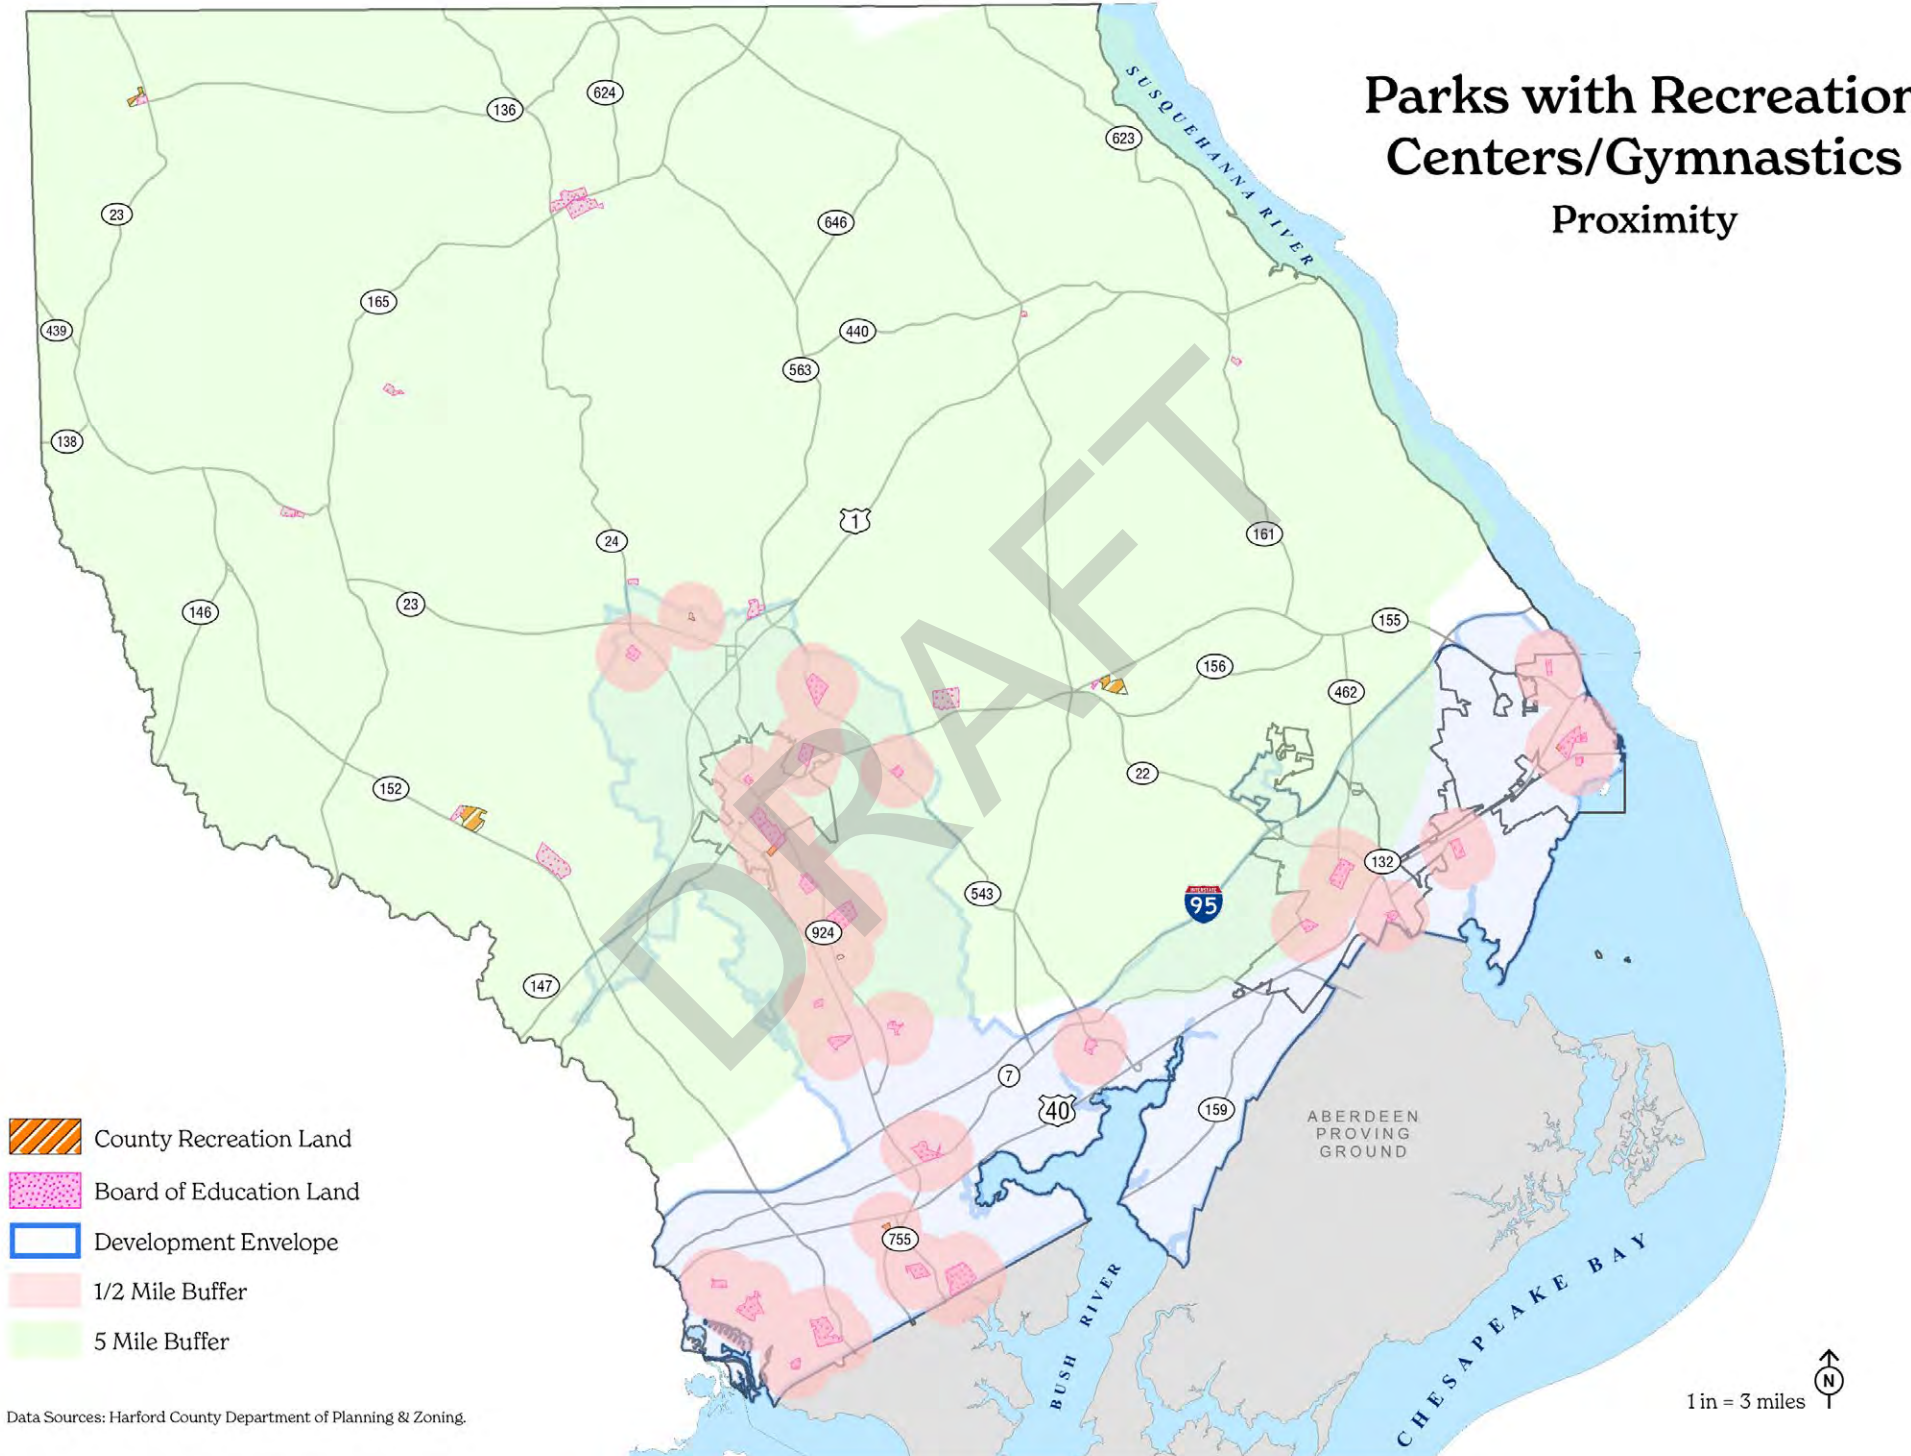 Parks with Recreation
Centers/Gymnastics
Proximity
SUSQUEHANNA RIVER
136
624
623
23
646
165
439
440
563
138
1
24
161
23
146
155
156
462
152
22
132
543
INTERSTATE
95
924
147
7
40
159
755
DRAFT
ABERDEEN
PROVING
GROUND
BUSH RIVER
CHESAPEAKE BAY
County Recreation Land
Board of Education Land
Development Envelope
1/2 Mile Buffer
5 Mile Buffer
N
1 in = 3 miles
Data Sources: Harford County Department of Planning & Zoning.